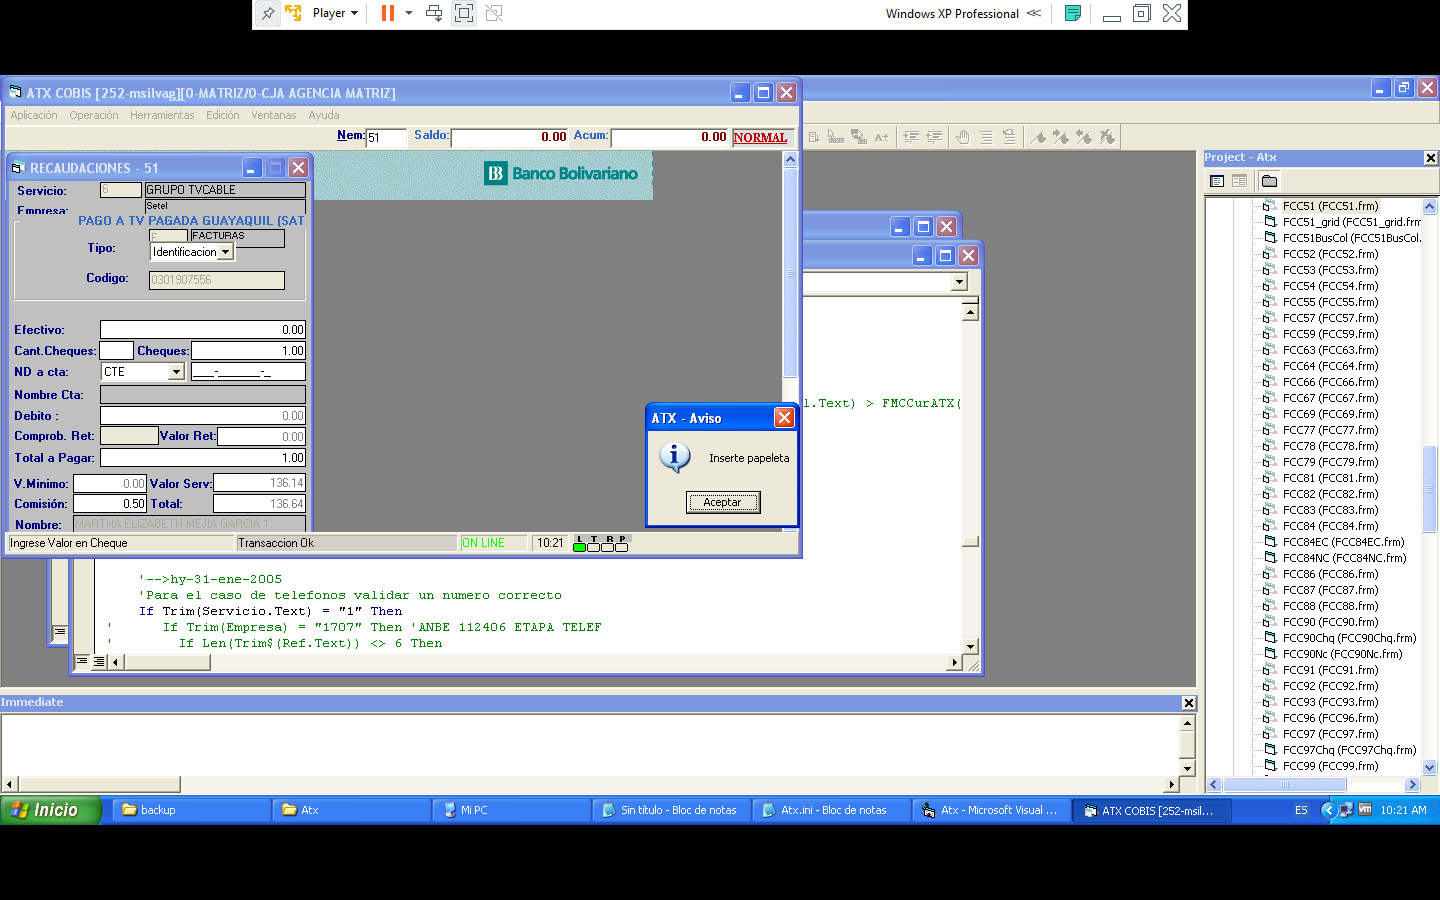 Player
Windows XP Professional
ATX COBIS [252-msilvag][0-MATRIZ/0-CJA AGENCIA MATRIZ]
Aplicación Operación Herramientas Edición Ventanas Ayuda
Nem: 51 Saldo: 0.00 Acum: 0.00 NORMAL
RECAUDACIONES - 51
Banco Bolivariano
Servicio: 6 GRUPO TVCABLE
Empresa: Setel
PAGO A TV PAGADA GUAYAQUIL (SAT
F FACTURAS
Tipo: Identificacion
Codigo: 0301907556
Efectivo: 0.00
Cant.Cheques: Cheques: 1.00
ND a cta: CTE ___-______-_
Nombre Cta:
Debito : 0.00
Comprob. Ret: Valor Ret: 0.00
Total a Pagar: 1.00
V.Minimo: 0.00 Valor Serv: 136.14
Comisión: 0.50 Total: 136.64
Nombre: MARTHA ELIZABETH MEJIA GARCIA 1
Ingrese Valor en Cheque Transaccion Ok ON LINE 10:21 L T R P
ATX - Aviso
Inserte papeleta
Aceptar
l.Text) > FMCCurATX(
'-->hy-31-ene-2005
'Para el caso de telefonos validar un numero correcto
If Trim(Servicio.Text) = "1" Then
' If Trim(Empresa) = "1707" Then 'ANBE 112406 ETAPA TELEF
' If Len(Trim$(Ref.Text)) <> 6 Then
Immediate
Project - Atx
FCC51 (FCC51.frm)
FCC51_grid (FCC51_grid.frm
FCC51BusCol (FCC51BusCol.
FCC52 (FCC52.frm)
FCC53 (FCC53.frm)
FCC54 (FCC54.frm)
FCC55 (FCC55.frm)
FCC57 (FCC57.frm)
FCC59 (FCC59.frm)
FCC63 (FCC63.frm)
FCC64 (FCC64.frm)
FCC66 (FCC66.frm)
FCC67 (FCC67.frm)
FCC69 (FCC69.frm)
FCC77 (FCC77.frm)
FCC78 (FCC78.frm)
FCC79 (FCC79.frm)
FCC81 (FCC81.frm)
FCC82 (FCC82.frm)
FCC83 (FCC83.frm)
FCC84 (FCC84.frm)
FCC84EC (FCC84EC.frm)
FCC84NC (FCC84NC.frm)
FCC86 (FCC86.frm)
FCC87 (FCC87.frm)
FCC88 (FCC88.frm)
FCC90 (FCC90.frm)
FCC90Chq (FCC90Chq.frm)
FCC90Nc (FCC90Nc.frm)
FCC91 (FCC91.frm)
FCC92 (FCC92.frm)
FCC93 (FCC93.frm)
FCC96 (FCC96.frm)
FCC97 (FCC97.frm)
FCC97Chq (FCC97Chq.frm)
FCC99 (FCC99.frm)
Inicio backup Atx Mi PC Sin título - Bloc de notas Atx.ini - Bloc de notas Atx - Microsoft Visual ... ATX COBIS [252-msil... ES 10:21 AM